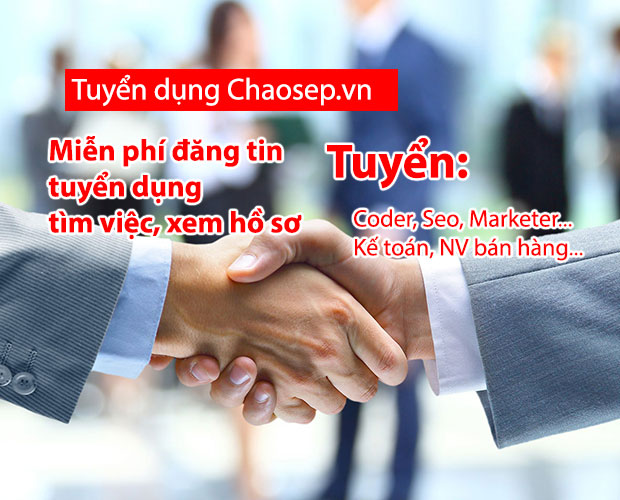 Tuyển dụng Chaosep.vn
Miễn phí đăng tin
tuyển dụng
tìm việc, xem hồ sơ
Tuyển:
Coder, Seo, Marketer...
Kế toán, NV bán hàng...